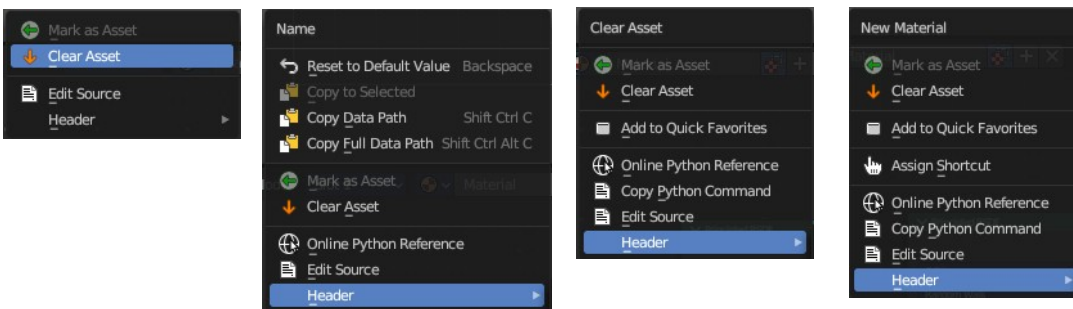 Mark as Asset
Clear Asset
Edit Source
Header
Name
Reset to Default Value Backspace
Copy to Selected
Copy Data Path Shift Ctrl C
Copy Full Data Path Shift Ctrl Alt C
Mark as Asset
Material
Clear Asset
Online Python Reference
Edit Source
Header
Clear Asset
Mark as Asset
Clear Asset
Add to Quick Favorites
Online Python Reference
Copy Python Command
Edit Source
Header
New Material
Mark as Asset
Clear Asset
Add to Quick Favorites
Assign Shortcut
Online Python Reference
Copy Python Command
Edit Source
Header